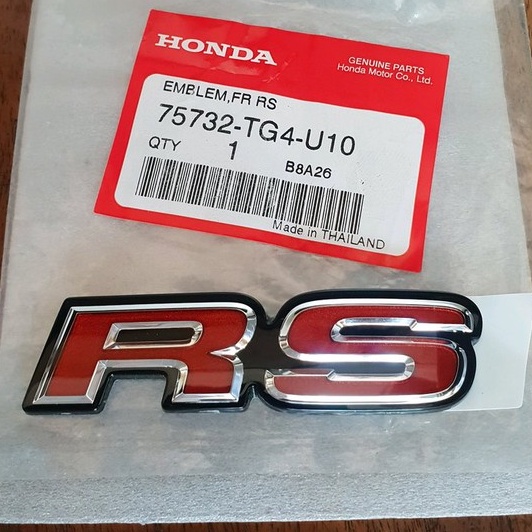 HONDA
GENUINE PARTS
Honda Motor Co., Ltd.
EMBLEM,FR RS
75732-TG4-U10
QTY 1 B8A26
Made in THAILAND
RS